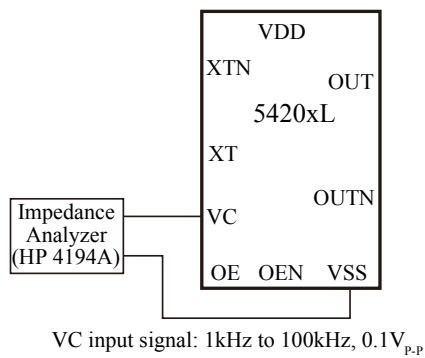 VDD
XTN
OUT
5420xL
XT
OUTN
Impedance
Analyzer
(HP 4194A)
VC
OE OEN VSS
VC input signal: 1kHz to 100kHz, 0.1V_P-P